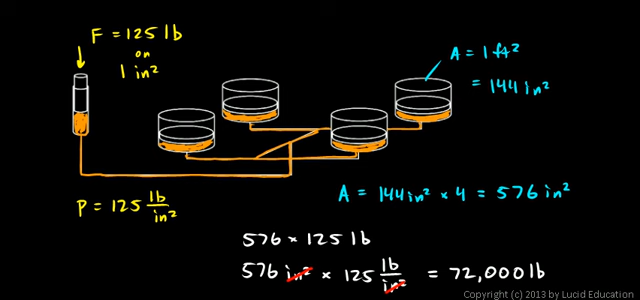 F = 125 lb
on
1 in²
A = 1 ft²
= 144 in²
P = 125 lb/in²
A = 144 in² × 4 = 576 in²
576 × 125 lb
576 in² × 125 lb/in² = 72,000 lb
Copyright (c) 2013 by Lucid Education